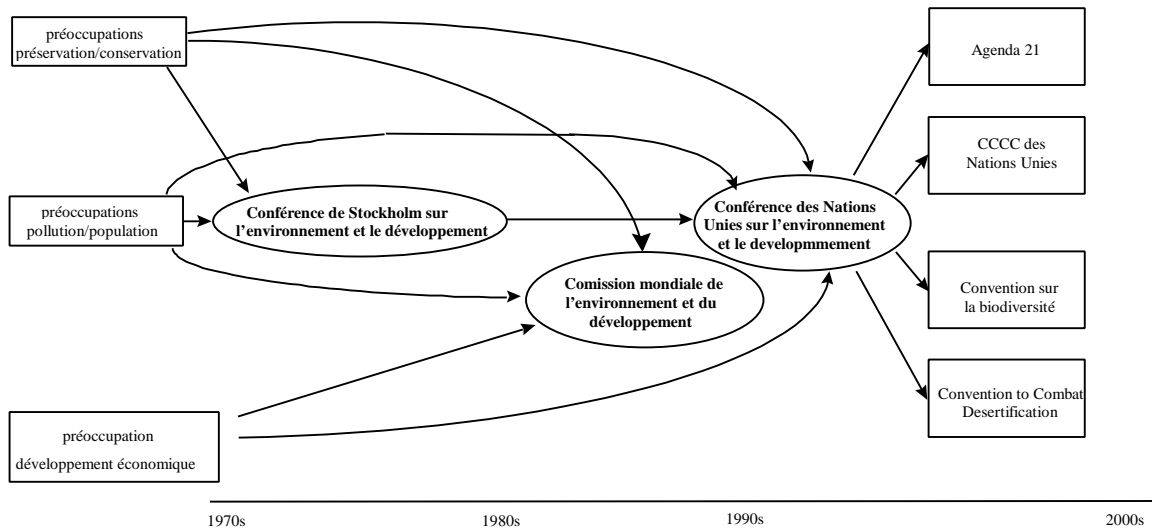 préoccupations
préservation/conservation
Agenda 21
CCCC des
Nations Unies
préoccupations
pollution/population
Conférence de Stockholm sur
l’environnement et le développement
Conférence des Nations
Unies sur l’environnement
et le developmmement
Comission mondiale de
l’environnement et du
développement
Convention sur
la biodiversité
Convention to Combat
Desertification
préoccupation
développement économique
1970s
1980s
1990s
2000s